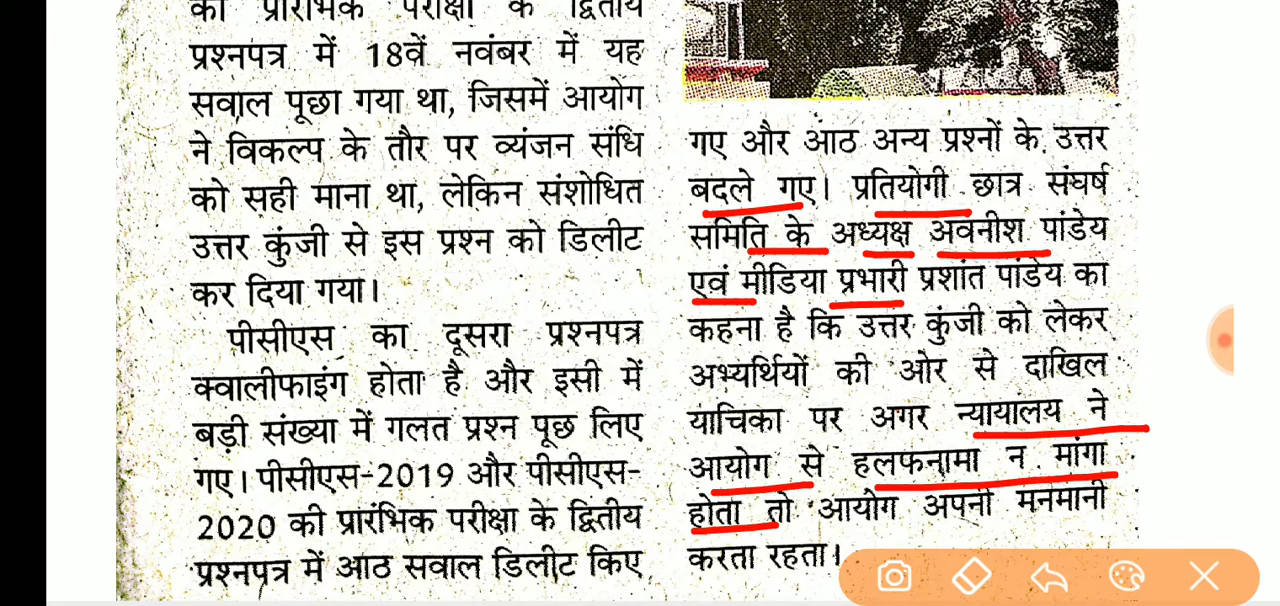 की प्रारंभिक परीक्षा के द्वितीय
प्रश्नपत्र में 18वें नवंबर में यह
सवाल पूछा गया था, जिसमें आयोग
ने विकल्प के तौर पर व्यंजन संधि
को सही माना था, लेकिन संशोधित
उत्तर कुंजी से इस प्रश्न को डिलीट
कर दिया गया।
पीसीएस का दूसरा प्रश्नपत्र
क्वालीफाइंग होता है और इसी में
बड़ी संख्या में गलत प्रश्न पूछ लिए
गए। पीसीएस-2019 और पीसीएस-
2020 की प्रारंभिक परीक्षा के द्वितीय
प्रश्नपत्र में आठ सवाल डिलीट किए
गए और आठ अन्य प्रश्नों के उत्तर
बदले गए। प्रतियोगी छात्र संघर्ष
समिति के अध्यक्ष अवनीश पांडेय
एवं मीडिया प्रभारी प्रशांत पांडेय का
कहना है कि उत्तर कुंजी को लेकर
अभ्यर्थियों की ओर से दाखिल
याचिका पर अगर न्यायालय ने
आयोग से हलफनामा न मांगा
होता तो आयोग अपनी मनमानी
करता रहता।